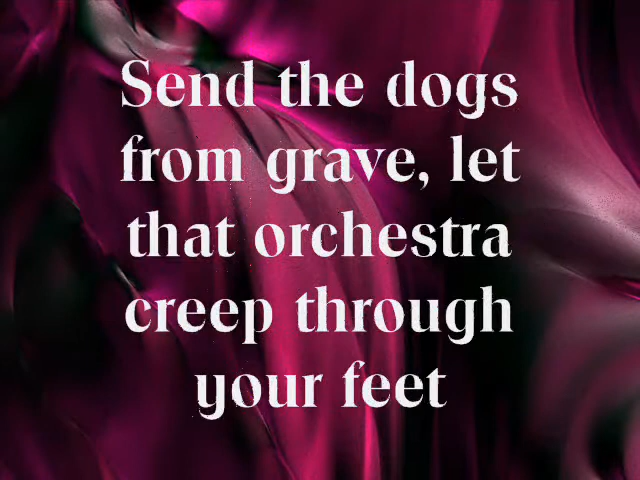 Send the dogs
from grave, let
that orchestra
creep through
your feet